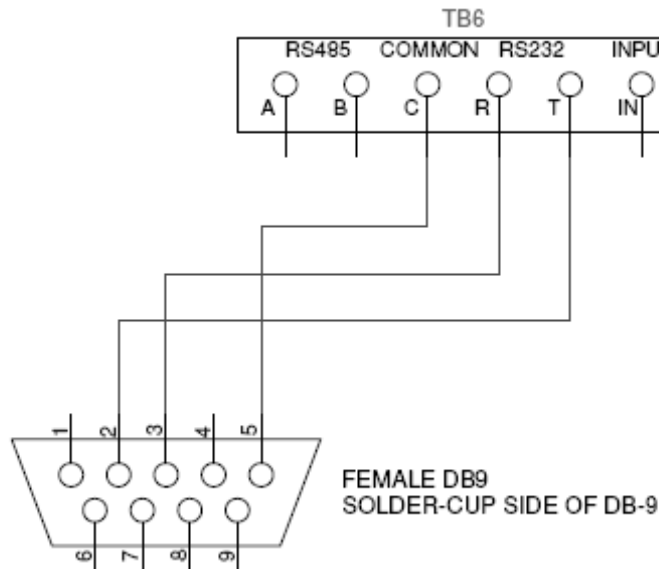 TB6
RS485 COMMON RS232 INPU
A B C R T IN
1 2 3 4 5
FEMALE DB9
SOLDER-CUP SIDE OF DB-9
6 7 8 9